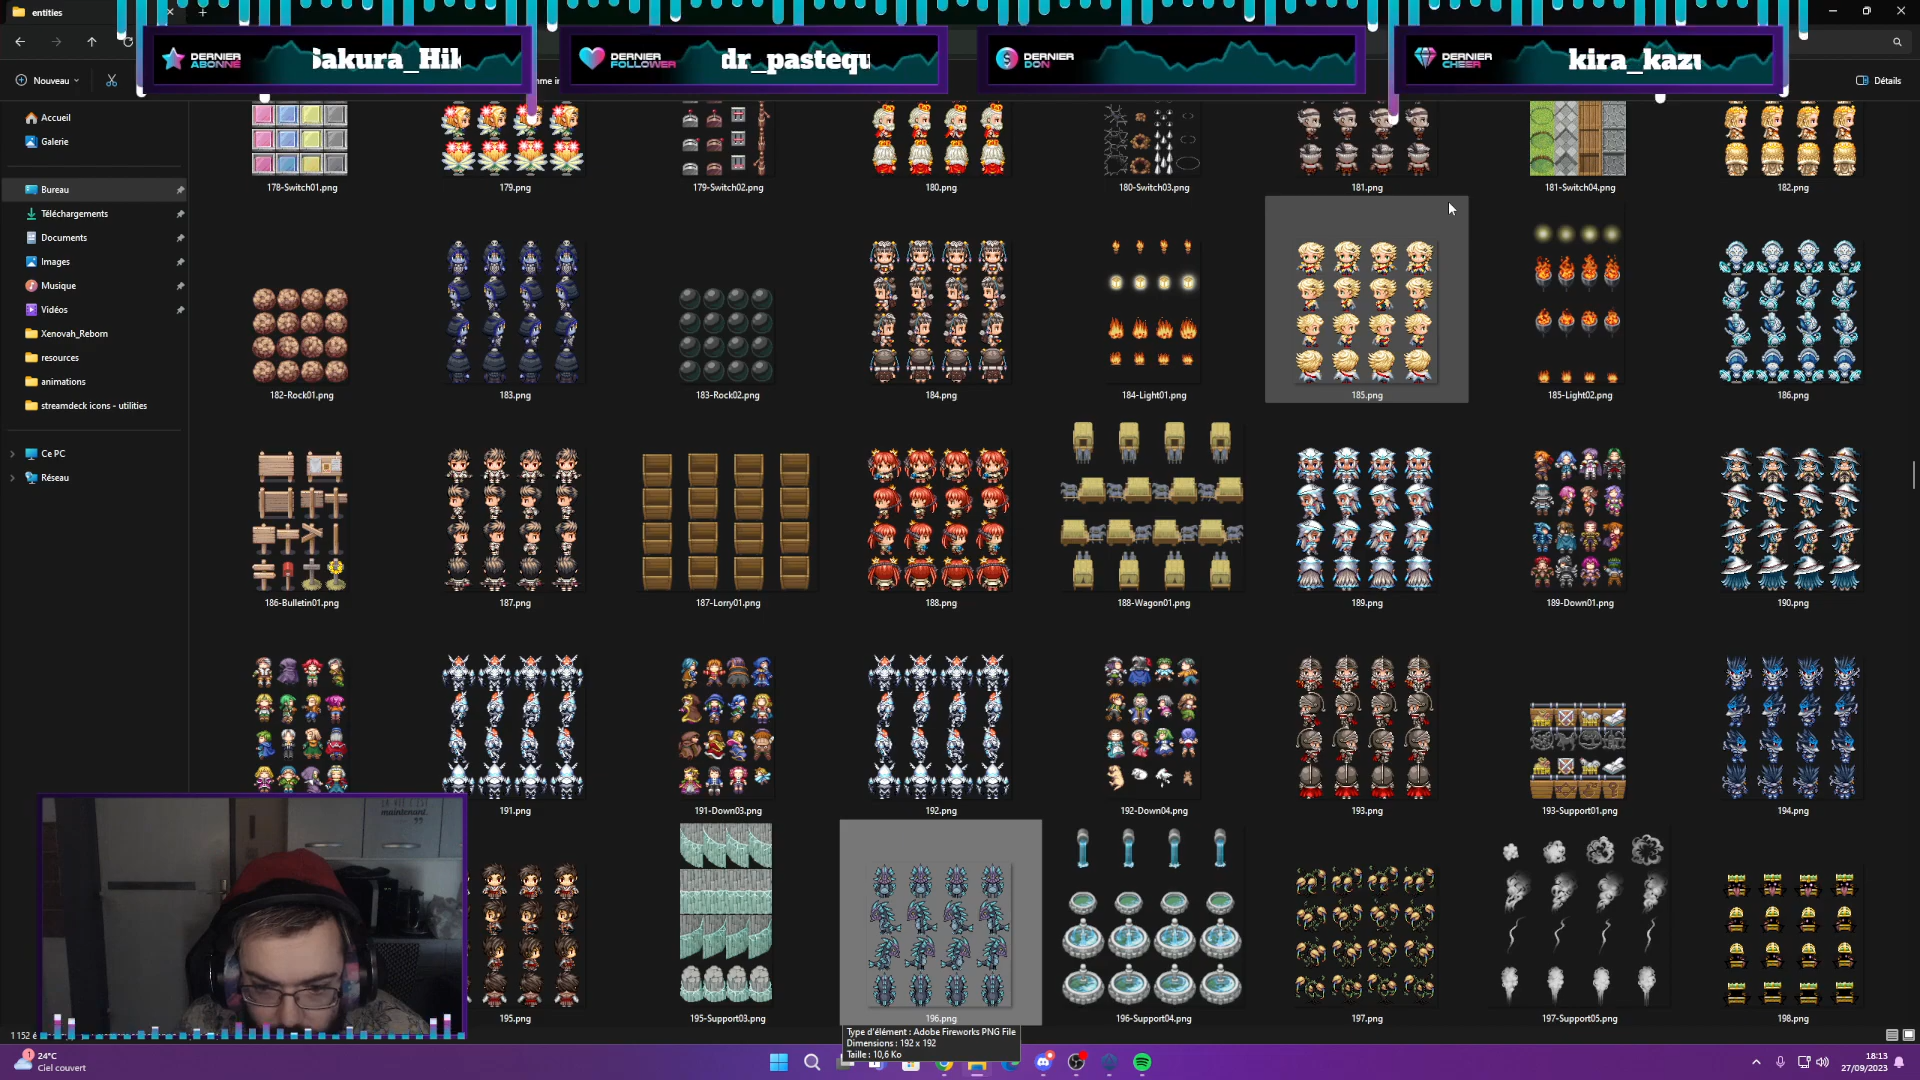 entities
DERNIER ABONNÉ
Sakura_Hik
DERNIER FOLLOWER
dr_pastequ
DERNIER DON
DERNIER CHEER
kira_kazu
Nouveau
Détails
Accueil
Galerie
Bureau
Téléchargements
Documents
Images
Musique
Vidéos
Xenovah_Reborn
resources
animations
streamdeck icons - utilities
Ce PC
Réseau
178-Switch01.png
179.png
179-Switch02.png
180.png
180-Switch03.png
181.png
181-Switch04.png
182.png
182-Rock01.png
183.png
183-Rock02.png
184.png
184-Light01.png
185.png
185-Light02.png
186.png
186-Bulletin01.png
187.png
187-Lorry01.png
188.png
188-Wagon01.png
189.png
189-Down01.png
190.png
191.png
191-Down03.png
192.png
192-Down04.png
193.png
193-Support01.png
194.png
195.png
195-Support03.png
196.png
196-Support04.png
197.png
197-Support05.png
198.png
Type d'élément : Adobe Fireworks PNG File
Dimensions : 192 x 192
Taille : 10,6 Ko
maintenant.
1 152 é
24°C
Ciel couvert
18:13
27/09/2023